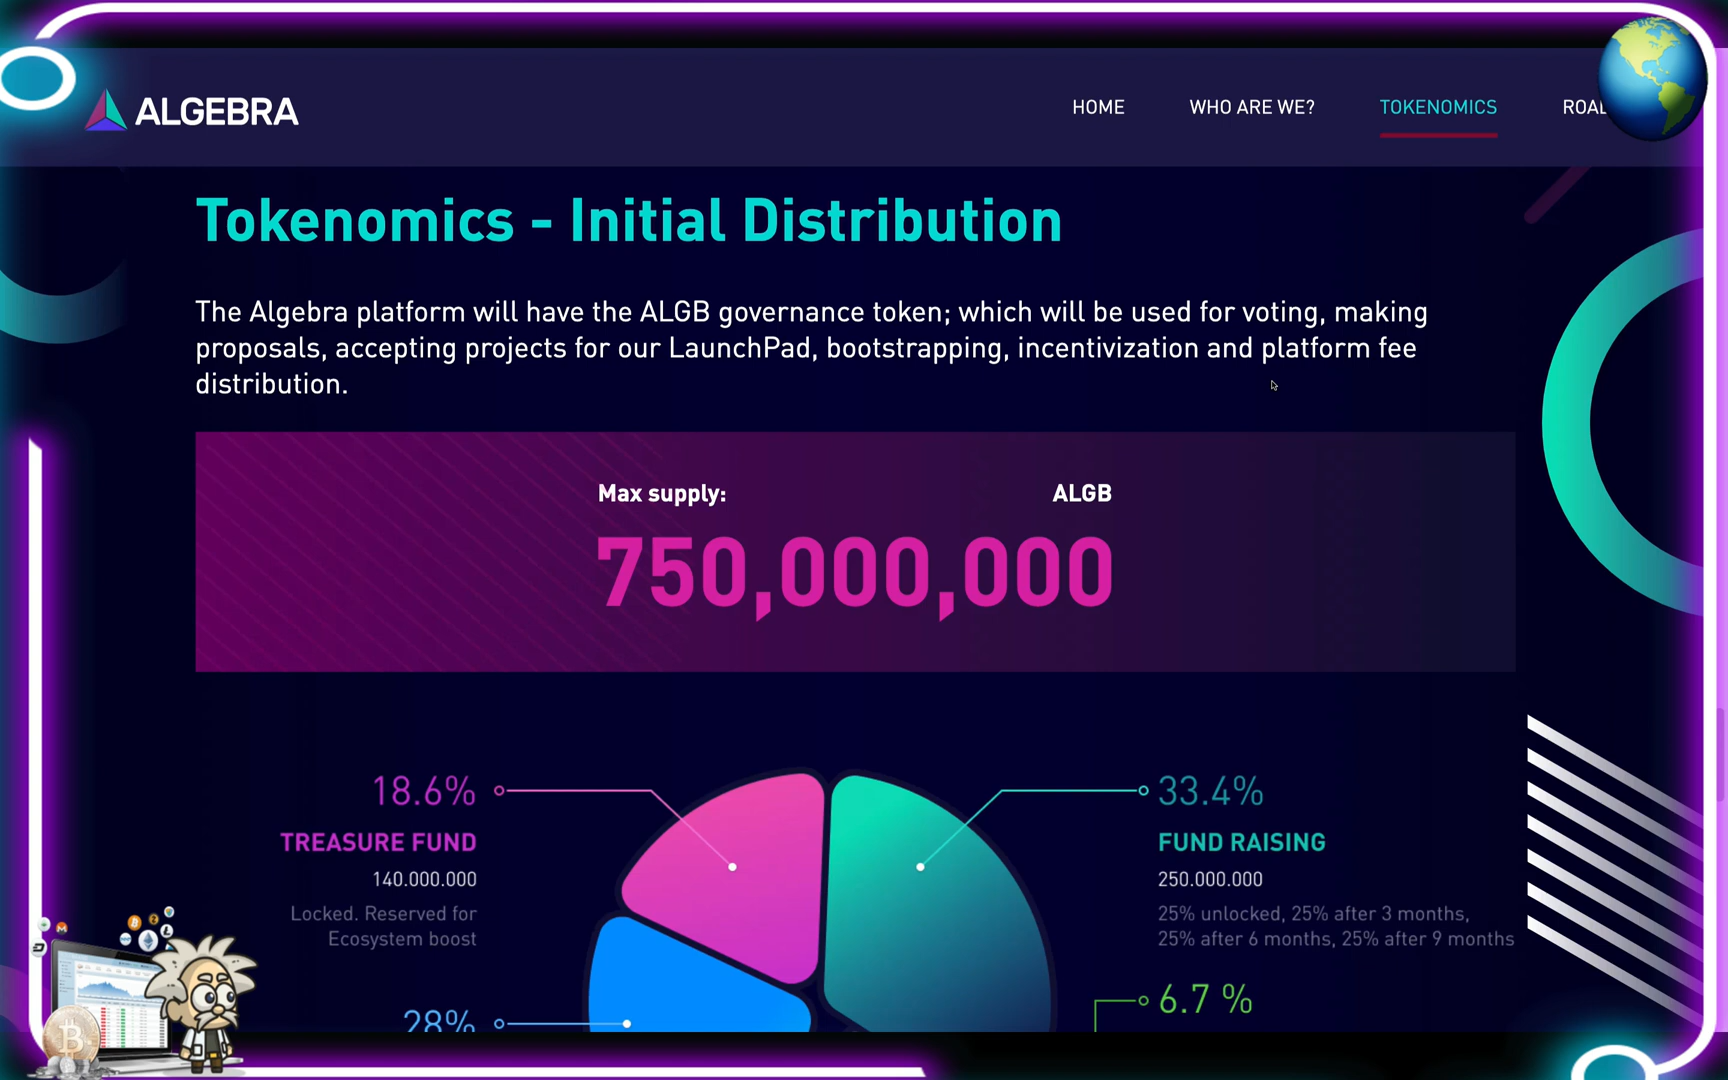 ALGEBRA
HOME
WHO ARE WE?
TOKENOMICS
Tokenomics - Initial Distribution
The Algebra platform will have the ALGB governance token; which will be used for voting, making
proposals, accepting projects for our LaunchPad, bootstrapping, incentivization and platform fee
distribution.
Max supply:
ALGB
750,000,000
18.6%
TREASURE FUND
140.000.000
Locked. Reserved for
Ecosystem boost
33.4%
FUND RAISING
250.000.000
25% unlocked, 25% after 3 months,
25% after 6 months, 25% after 9 months
28%
6.7 %